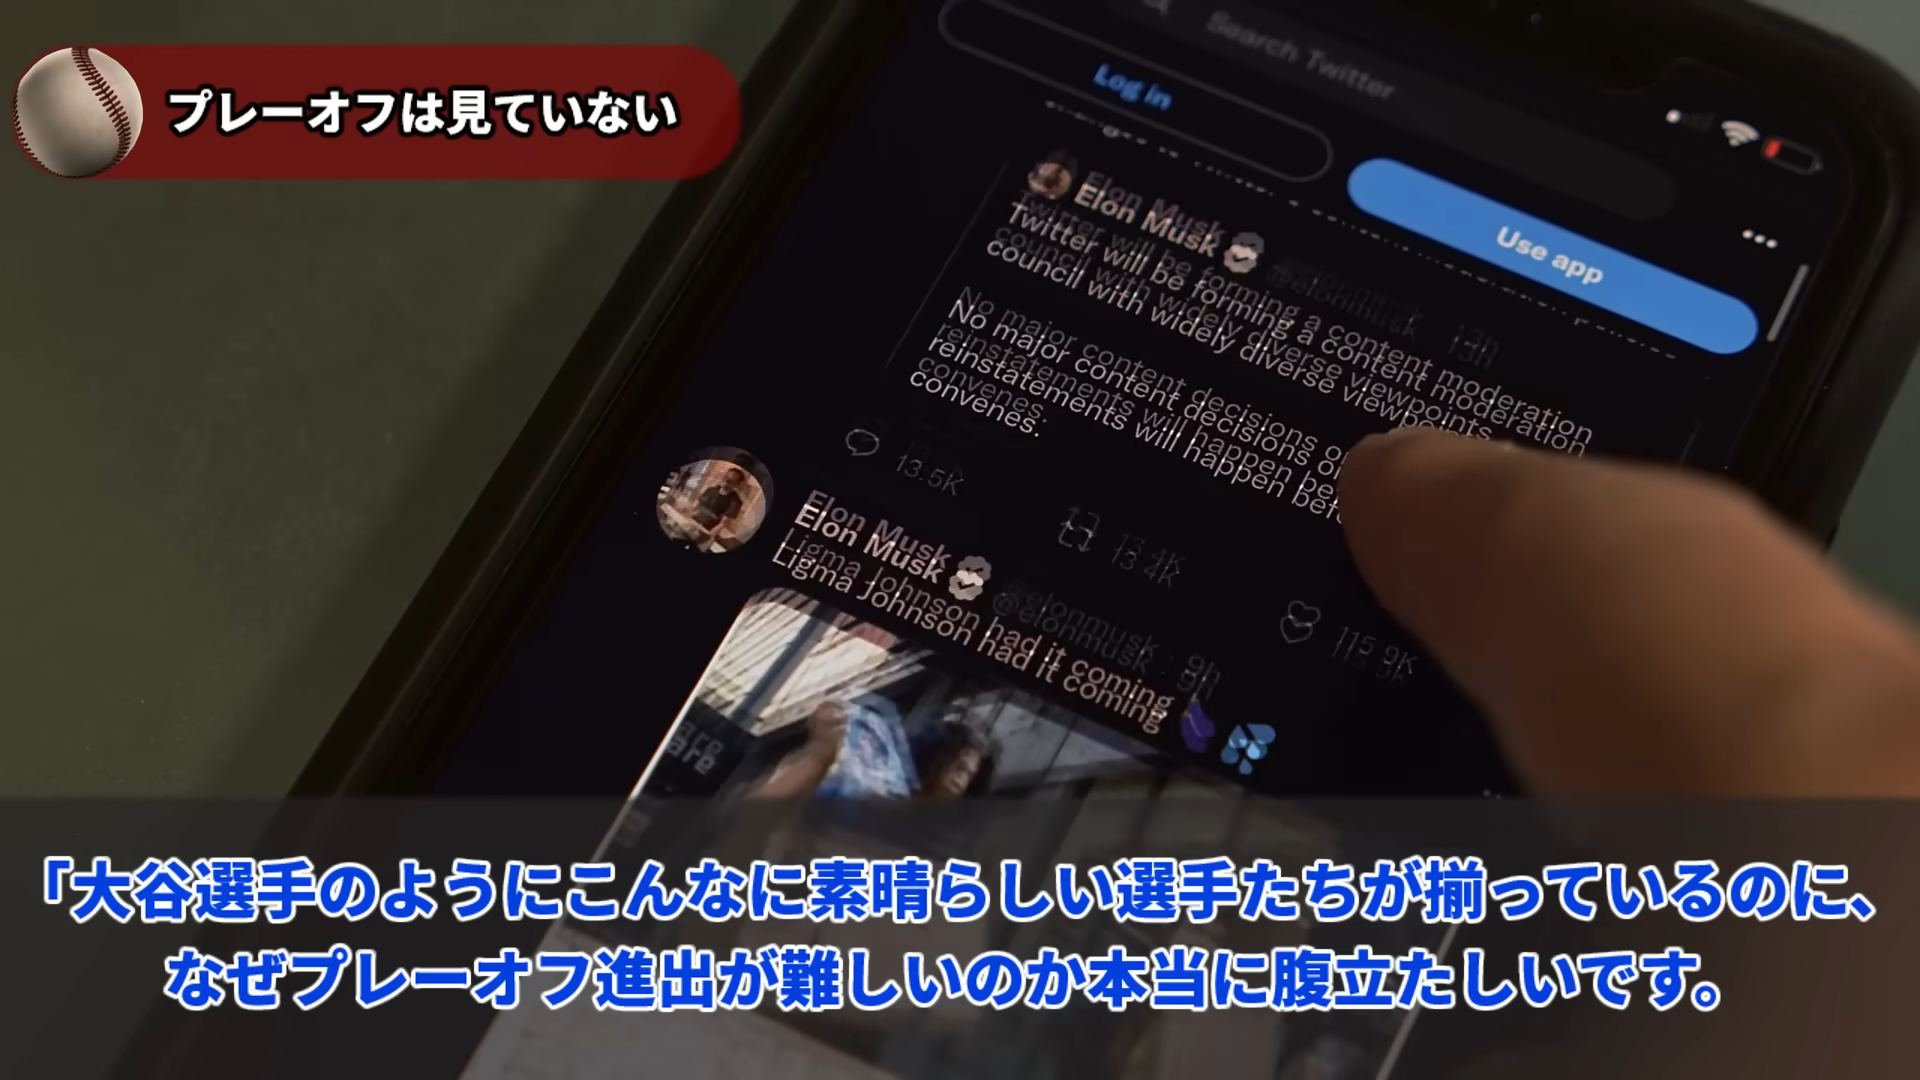 プレーオフは見ていない
Search Twitter
Log in
Use app
Elon Musk
Twitter will be forming a content moderation
council with widely diverse viewpoints.
No major content decisions or
reinstatements will happen before
convenes.
13.5K
13.4K
115.9K
Elon Musk @elonmusk · 9h
Ligma Johnson had it coming 🍆💦
「大谷選手のようにこんなに素晴らしい選手たちが揃っているのに、
なぜプレーオフ進出が難しいのか本当に腹立たしいです。